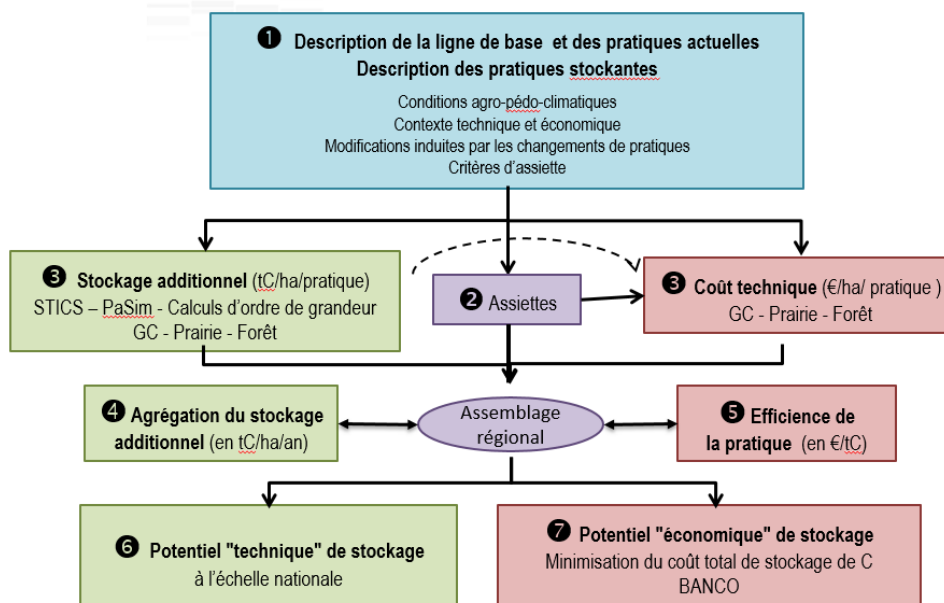 ❶ Description de la ligne de base et des pratiques actuelles
Description des pratiques stockantes
Conditions agro-pédo-climatiques
Contexte technique et économique
Modifications induites par les changements de pratiques
Critères d'assiette
❸ Stockage additionnel (tC/ha/pratique)
STICS – PaSim - Calculs d'ordre de grandeur
GC - Prairie - Forêt
❷ Assiettes
❸ Coût technique (€/ha/ pratique )
GC - Prairie - Forêt
❹ Agrégation du stockage
additionnel (en tC/ha/an)
Assemblage
régional
❺ Efficience de
la pratique (en €/tC)
❻ Potentiel "technique" de stockage
à l'échelle nationale
❼ Potentiel "économique" de stockage
Minimisation du coût total de stockage de C
BANCO